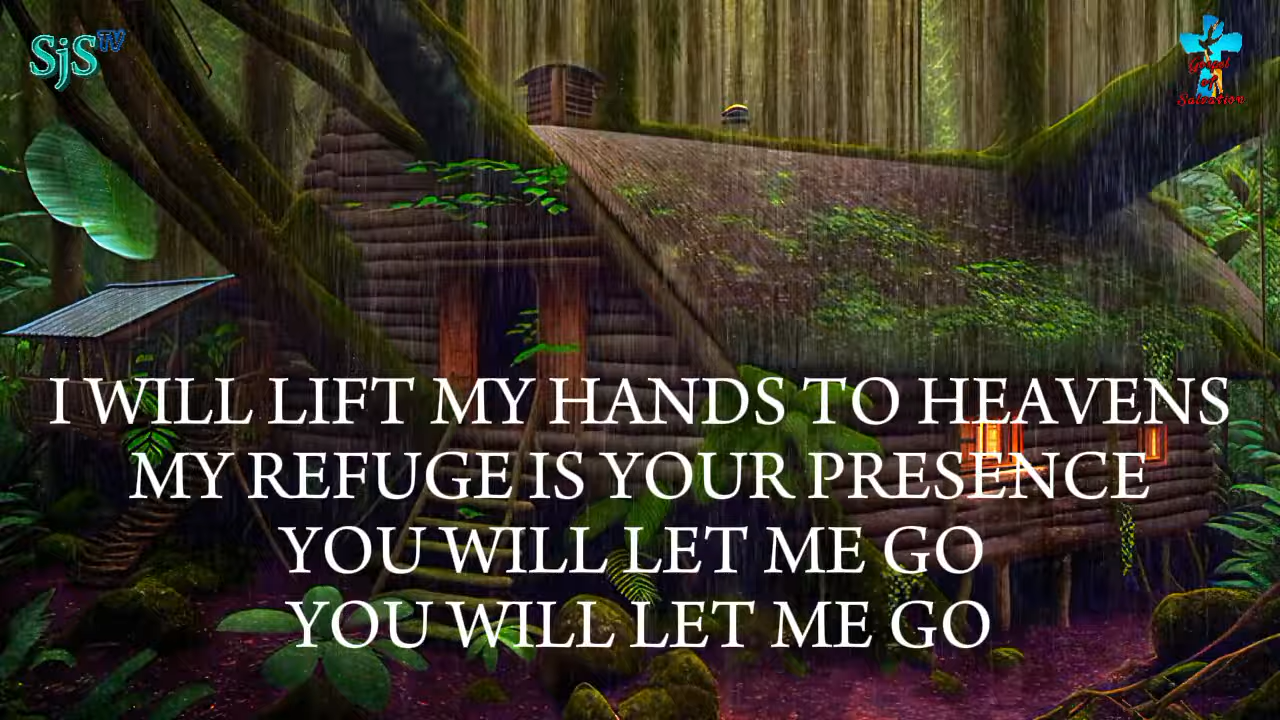 SjS TV
Gospel
of
Salvation
I WILL LIFT MY HANDS TO HEAVENS
MY REFUGE IS YOUR PRESENCE
YOU WILL LET ME GO
YOU WILL LET ME GO